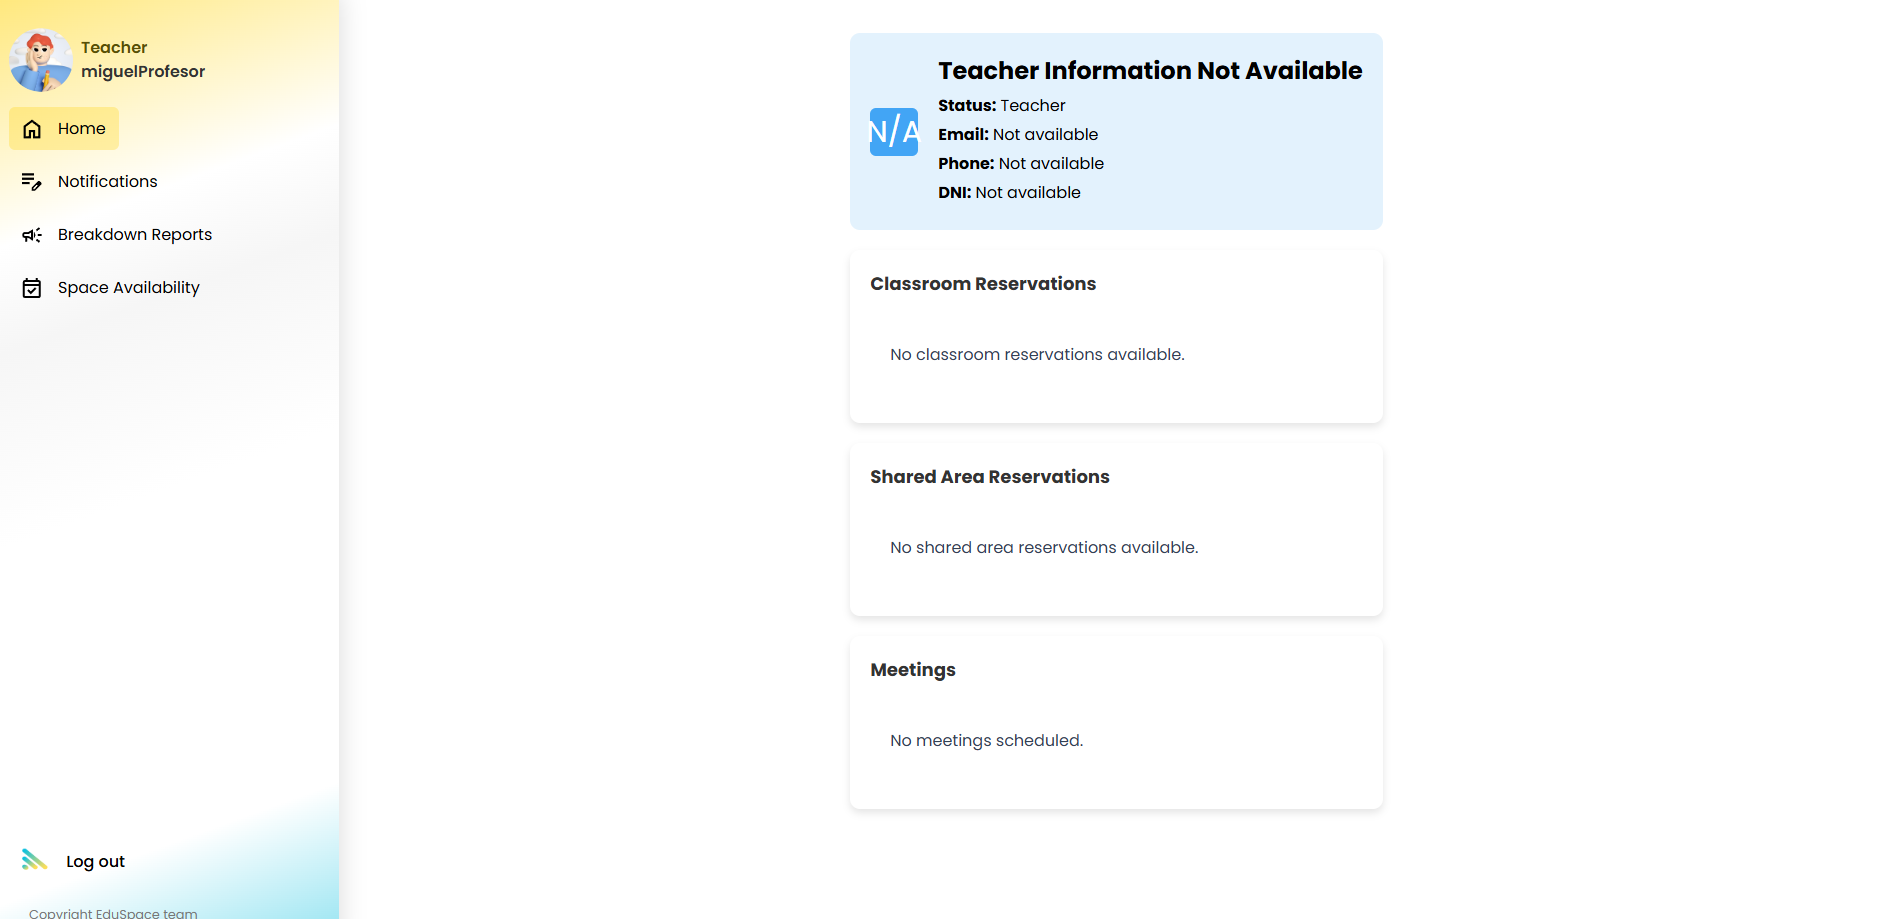 Teacher
miguelProfesor
Home
Notifications
Breakdown Reports
Space Availability
Log out
Copyright EduSpace team
N/A
Teacher Information Not Available
Status: Teacher
Email: Not available
Phone: Not available
DNI: Not available
Classroom Reservations
No classroom reservations available.
Shared Area Reservations
No shared area reservations available.
Meetings
No meetings scheduled.